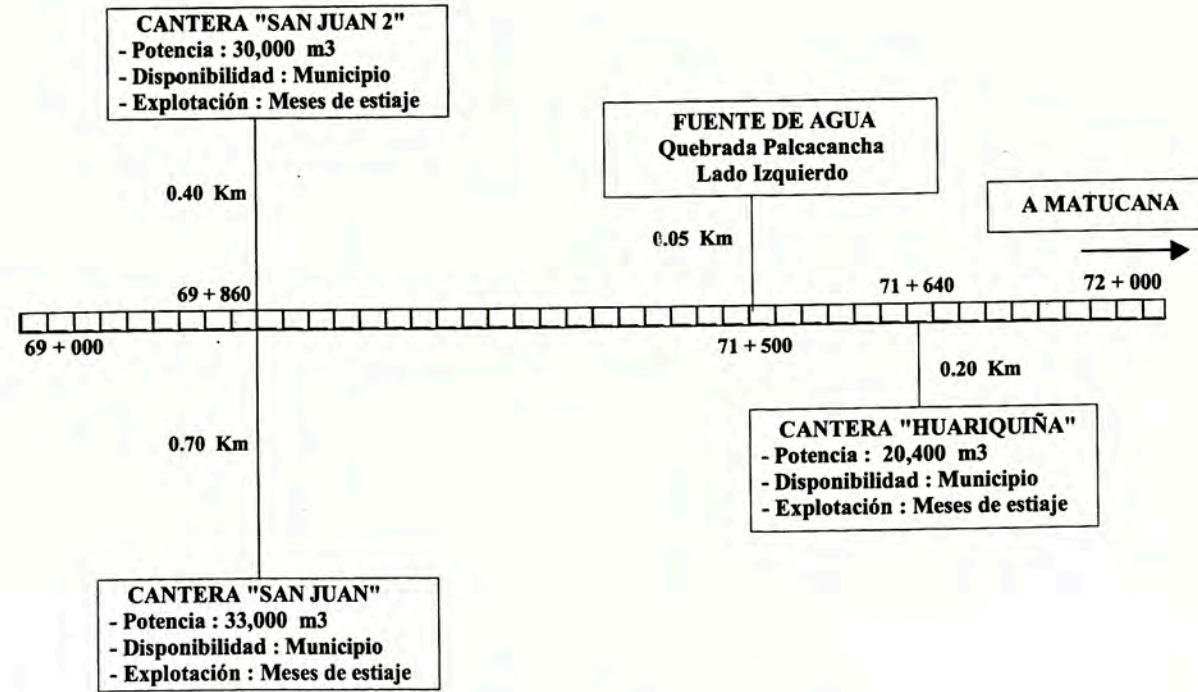 CANTERA "SAN JUAN 2"
- Potencia : 30,000 m3
- Disponibilidad : Municipio
- Explotación : Meses de estiaje
FUENTE DE AGUA
Quebrada Palcacancha
Lado Izquierdo
0.40 Km
A MATUCANA
0.05 Km
69 + 860
71 + 640
72 + 000
69 + 000
71 + 500
0.20 Km
0.70 Km
CANTERA "HUARIQUIÑA"
- Potencia : 20,400 m3
- Disponibilidad : Municipio
- Explotación : Meses de estiaje
CANTERA "SAN JUAN"
- Potencia : 33,000 m3
- Disponibilidad : Municipio
- Explotación : Meses de estiaje